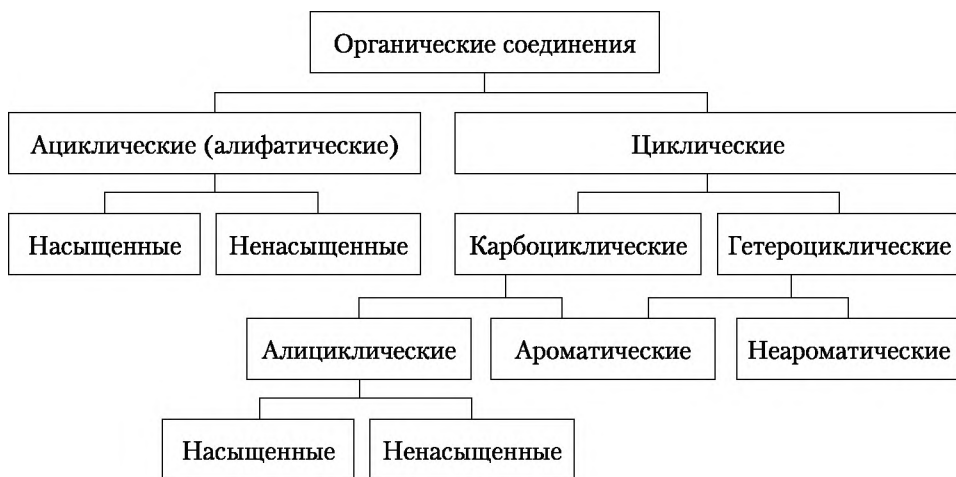 Органические соединения
Ациклические (алифатические)
Циклические
Насыщенные
Ненасыщенные
Карбоциклические
Гетероциклические
Алициклические
Ароматические
Неароматические
Насыщенные
Ненасыщенные